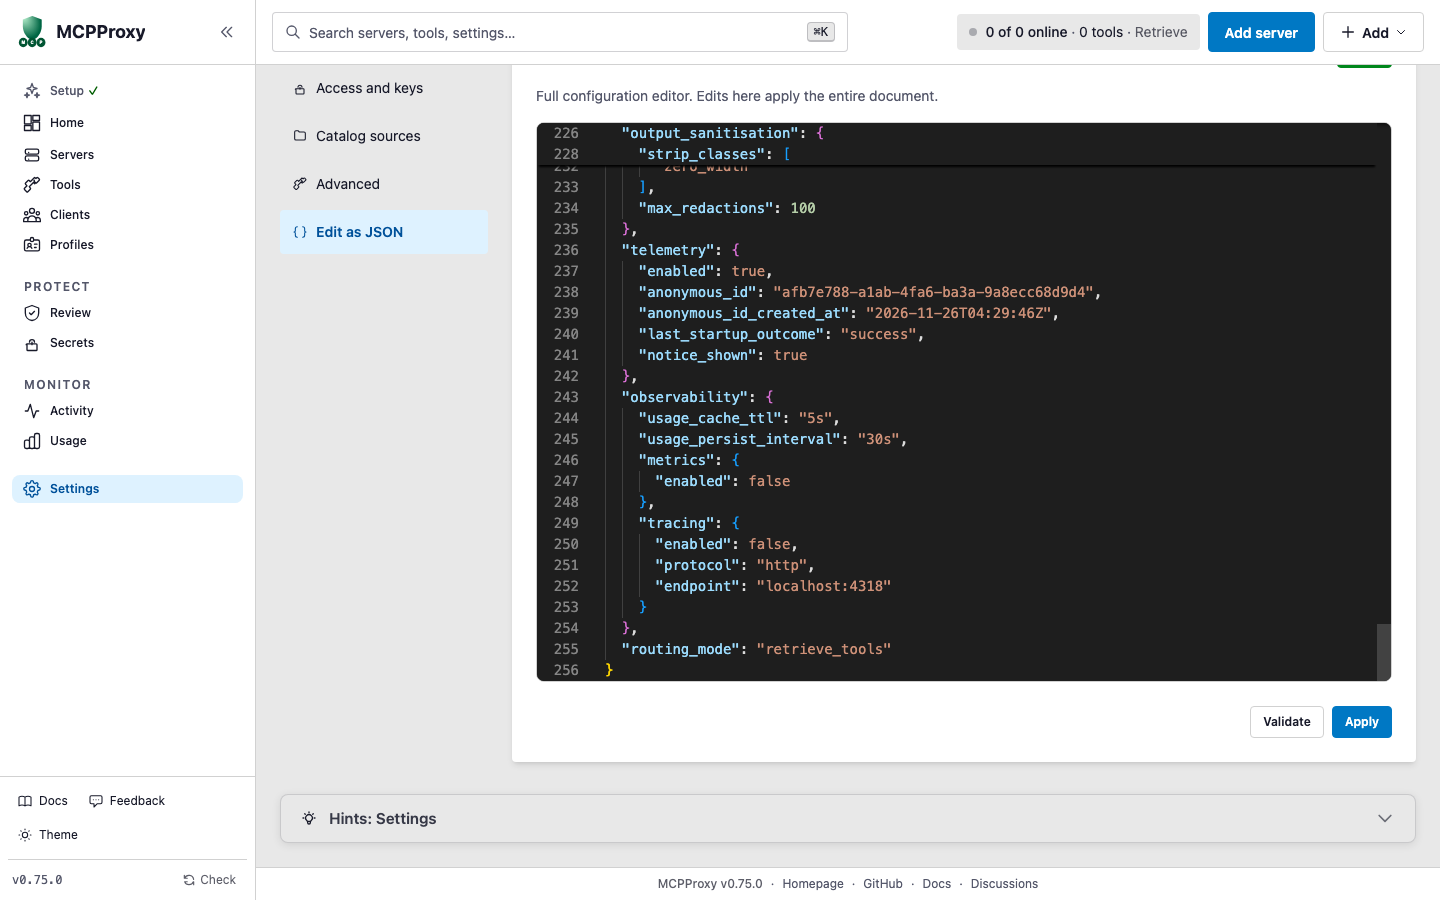 MCPProxy
Search servers, tools, settings...
⌘K
0 of 0 online · 0 tools · Retrieve
Add server
Add
Setup
Home
Servers
Tools
Clients
Profiles
PROTECT
Review
Secrets
MONITOR
Activity
Usage
Settings
Docs
Feedback
Theme
v0.75.0
Check
Access and keys
Catalog sources
Advanced
{} Edit as JSON
Full configuration editor. Edits here apply the entire document.
226 "output_sanitisation": {
228 "strip_classes": [
232 "zero_width"
233 ],
234 "max_redactions": 100
235 },
236 "telemetry": {
237 "enabled": true,
238 "anonymous_id": "afb7e788-a1ab-4fa6-ba3a-9a8ecc68d9d4",
239 "anonymous_id_created_at": "2026-11-26T04:29:46Z",
240 "last_startup_outcome": "success",
241 "notice_shown": true
242 },
243 "observability": {
244 "usage_cache_ttl": "5s",
245 "usage_persist_interval": "30s",
246 "metrics": {
247 "enabled": false
248 },
249 "tracing": {
250 "enabled": false,
251 "protocol": "http",
252 "endpoint": "localhost:4318"
253 }
254 },
255 "routing_mode": "retrieve_tools"
256 }
Validate
Apply
Hints: Settings
MCPProxy v0.75.0 · Homepage · GitHub · Docs · Discussions